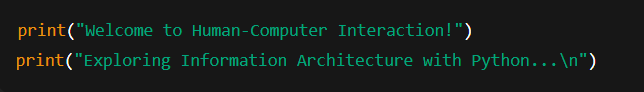 print("Welcome to Human-Computer Interaction!")
print("Exploring Information Architecture with Python...\n")